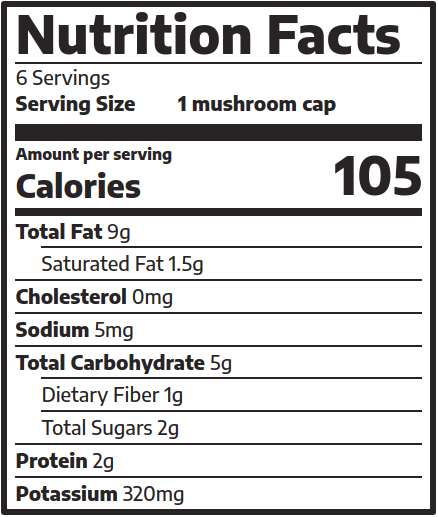 Nutrition Facts
6 Servings
Serving Size 1 mushroom cap
Amount per serving
Calories 105
Total Fat 9g
Saturated Fat 1.5g
Cholesterol 0mg
Sodium 5mg
Total Carbohydrate 5g
Dietary Fiber 1g
Total Sugars 2g
Protein 2g
Potassium 320mg